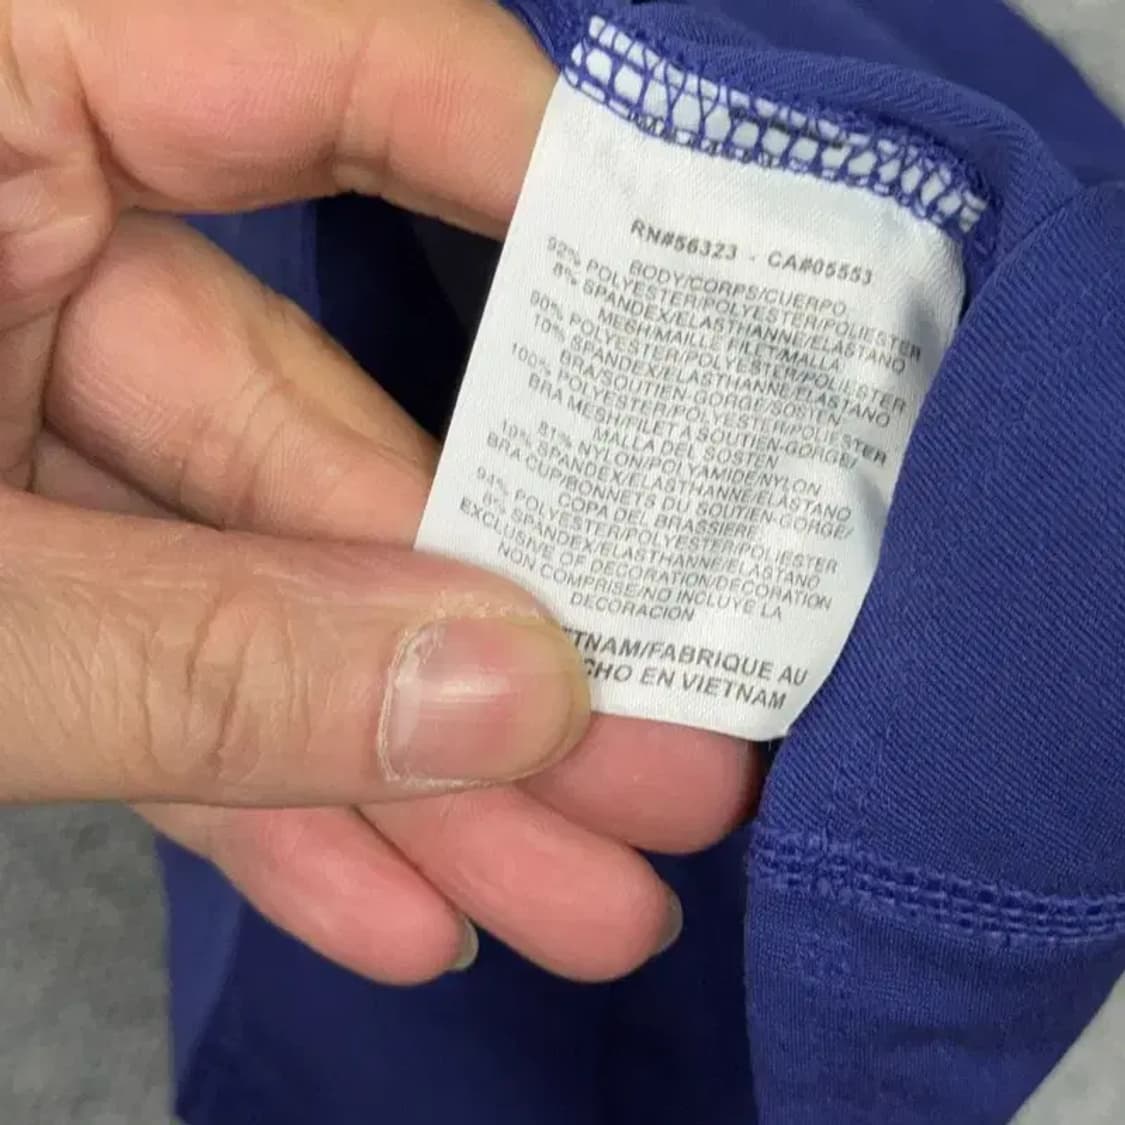 RN#56323 - CA#05553
BODY/CORPS/CUERPO
92% POLYESTER/POLYESTER/POLIESTER
8% SPANDEX/ELASTHANNE/ELASTANO
MESH/MAILLE FILET/MALLA
90% POLYESTER/POLYESTER/POLIESTER
10% SPANDEX/ELASTHANNE/ELASTANO
BRA/SOUTIEN-GORGE/SOSTEN
100% POLYESTER/POLYESTER/POLIESTER
BRA MESH/FILET A SOUTIEN-GORGE/
MALLA DEL SOSTEN
81% NYLON/POLYAMIDE/NYLON
19% SPANDEX/ELASTHANNE/ELASTANO
BRA CUP/BONNETS DU SOUTIEN-GORGE/
COPA DEL BRASSIER
94% POLYESTER/POLYESTER/POLIESTER
6% SPANDEX/ELASTHANNE/ELASTANO
EXCLUSIVE OF DECORATION/DECORATION
NON COMPRISE/NO INCLUYE LA
DECORACION
TNAM/FABRIQUE AU
CHO EN VIETNAM